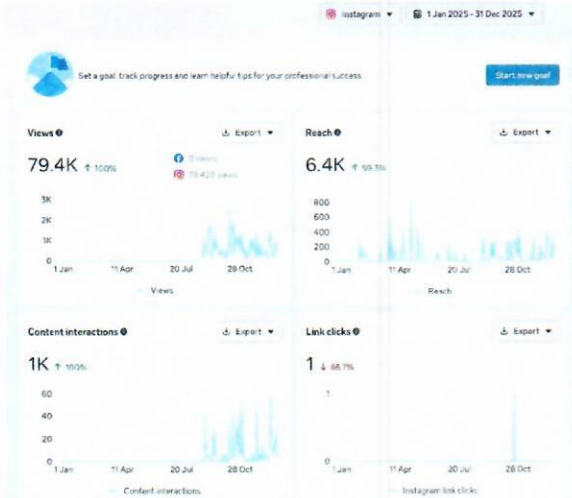 Instagram
1 Jan 2025 - 31 Dec 2025
Set a goal, track progress and learn helpful tips for your professional success
Start new goal
Views
Export
79.4K ↑ 100%
views
views
3K
2K
1K
0
1 Jan 11 Apr 20 Jul 28 Oct
Views
Reach
Export
6.4K ↑ 99.3%
800
600
400
200
0
1 Jan 11 Apr 20 Jul 28 Oct
Reach
Content interactions
Export
1K ↑ 100%
60
40
20
0
1 Jan 11 Apr 20 Jul 28 Oct
Content interactions
Link clicks
Export
1 ↓ 66.7%
1
0
1 Jan 11 Apr 20 Jul 28 Oct
Instagram link clicks